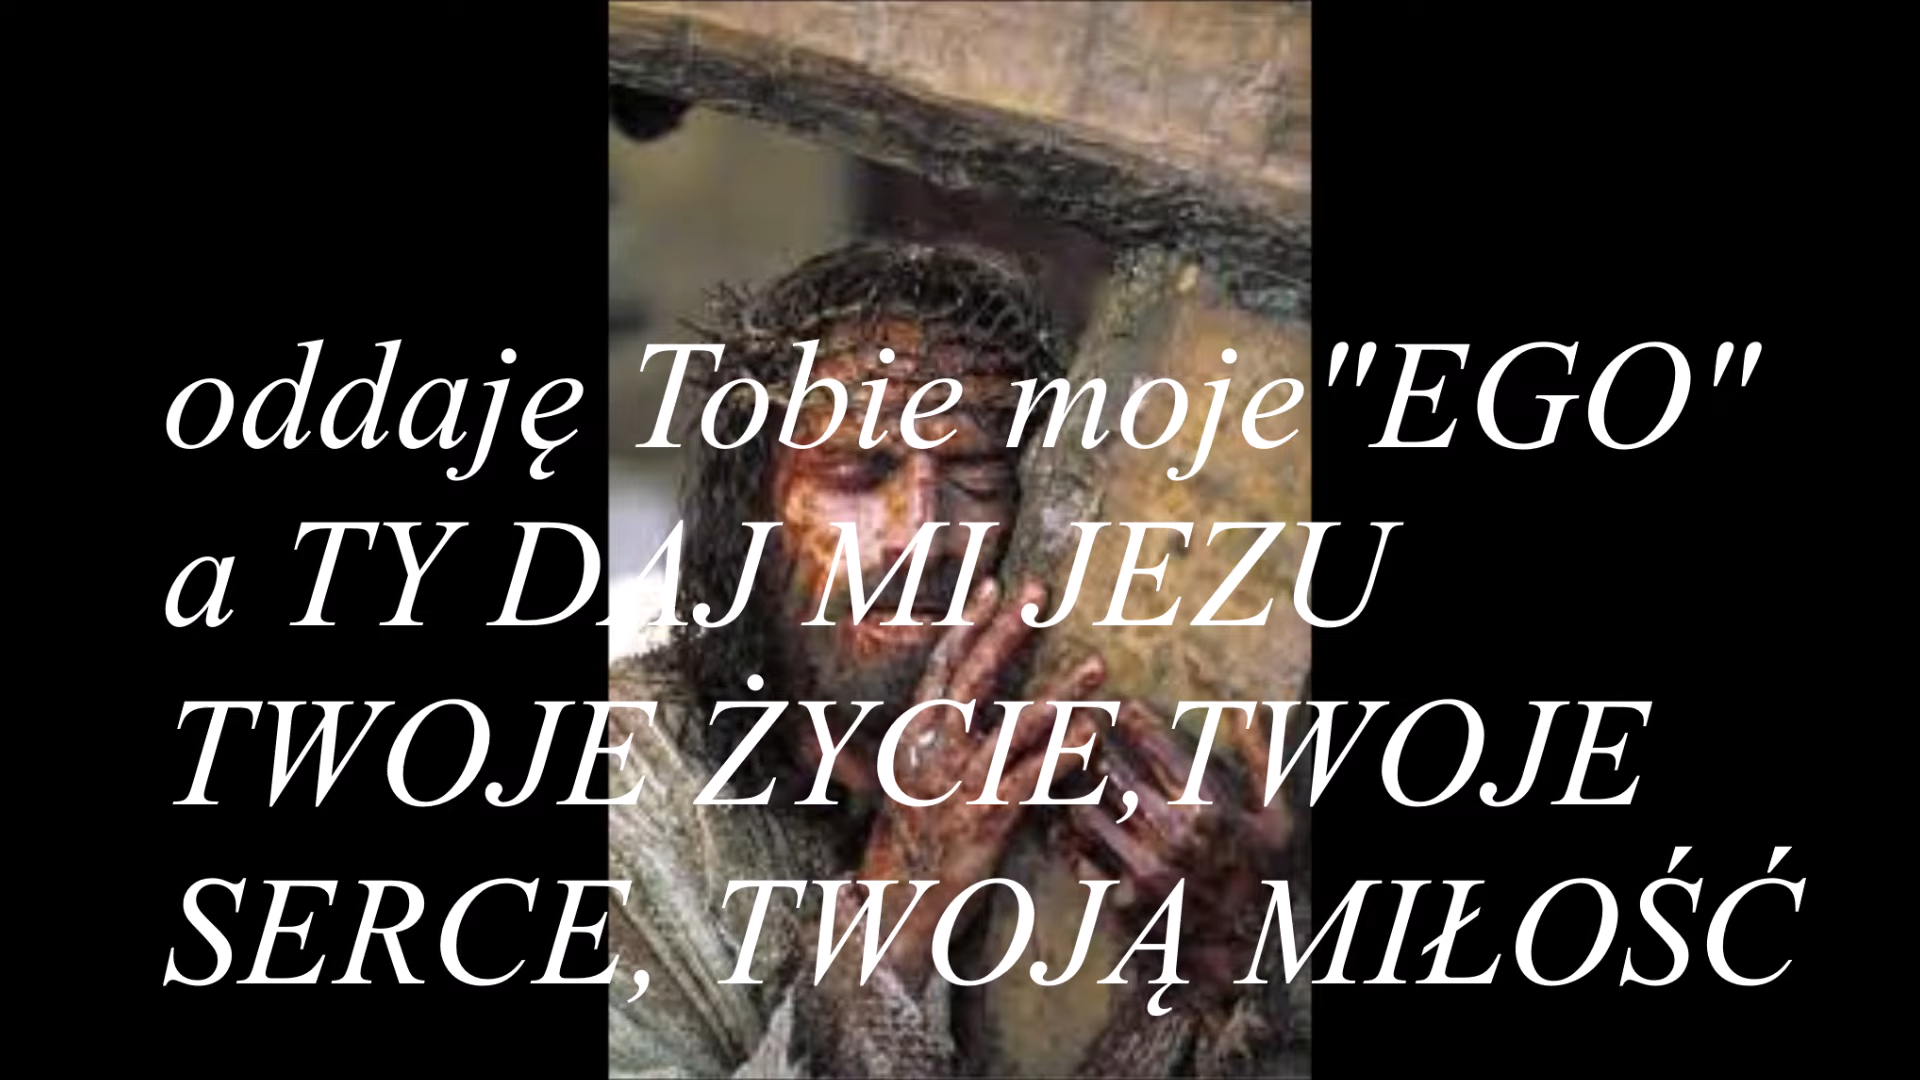 oddaję Tobie moje"EGO"
a TY DAJ MI JEZU
TWOJE ŻYCIE,TWOJE
SERCE, TWOJĄ MIŁOŚĆ